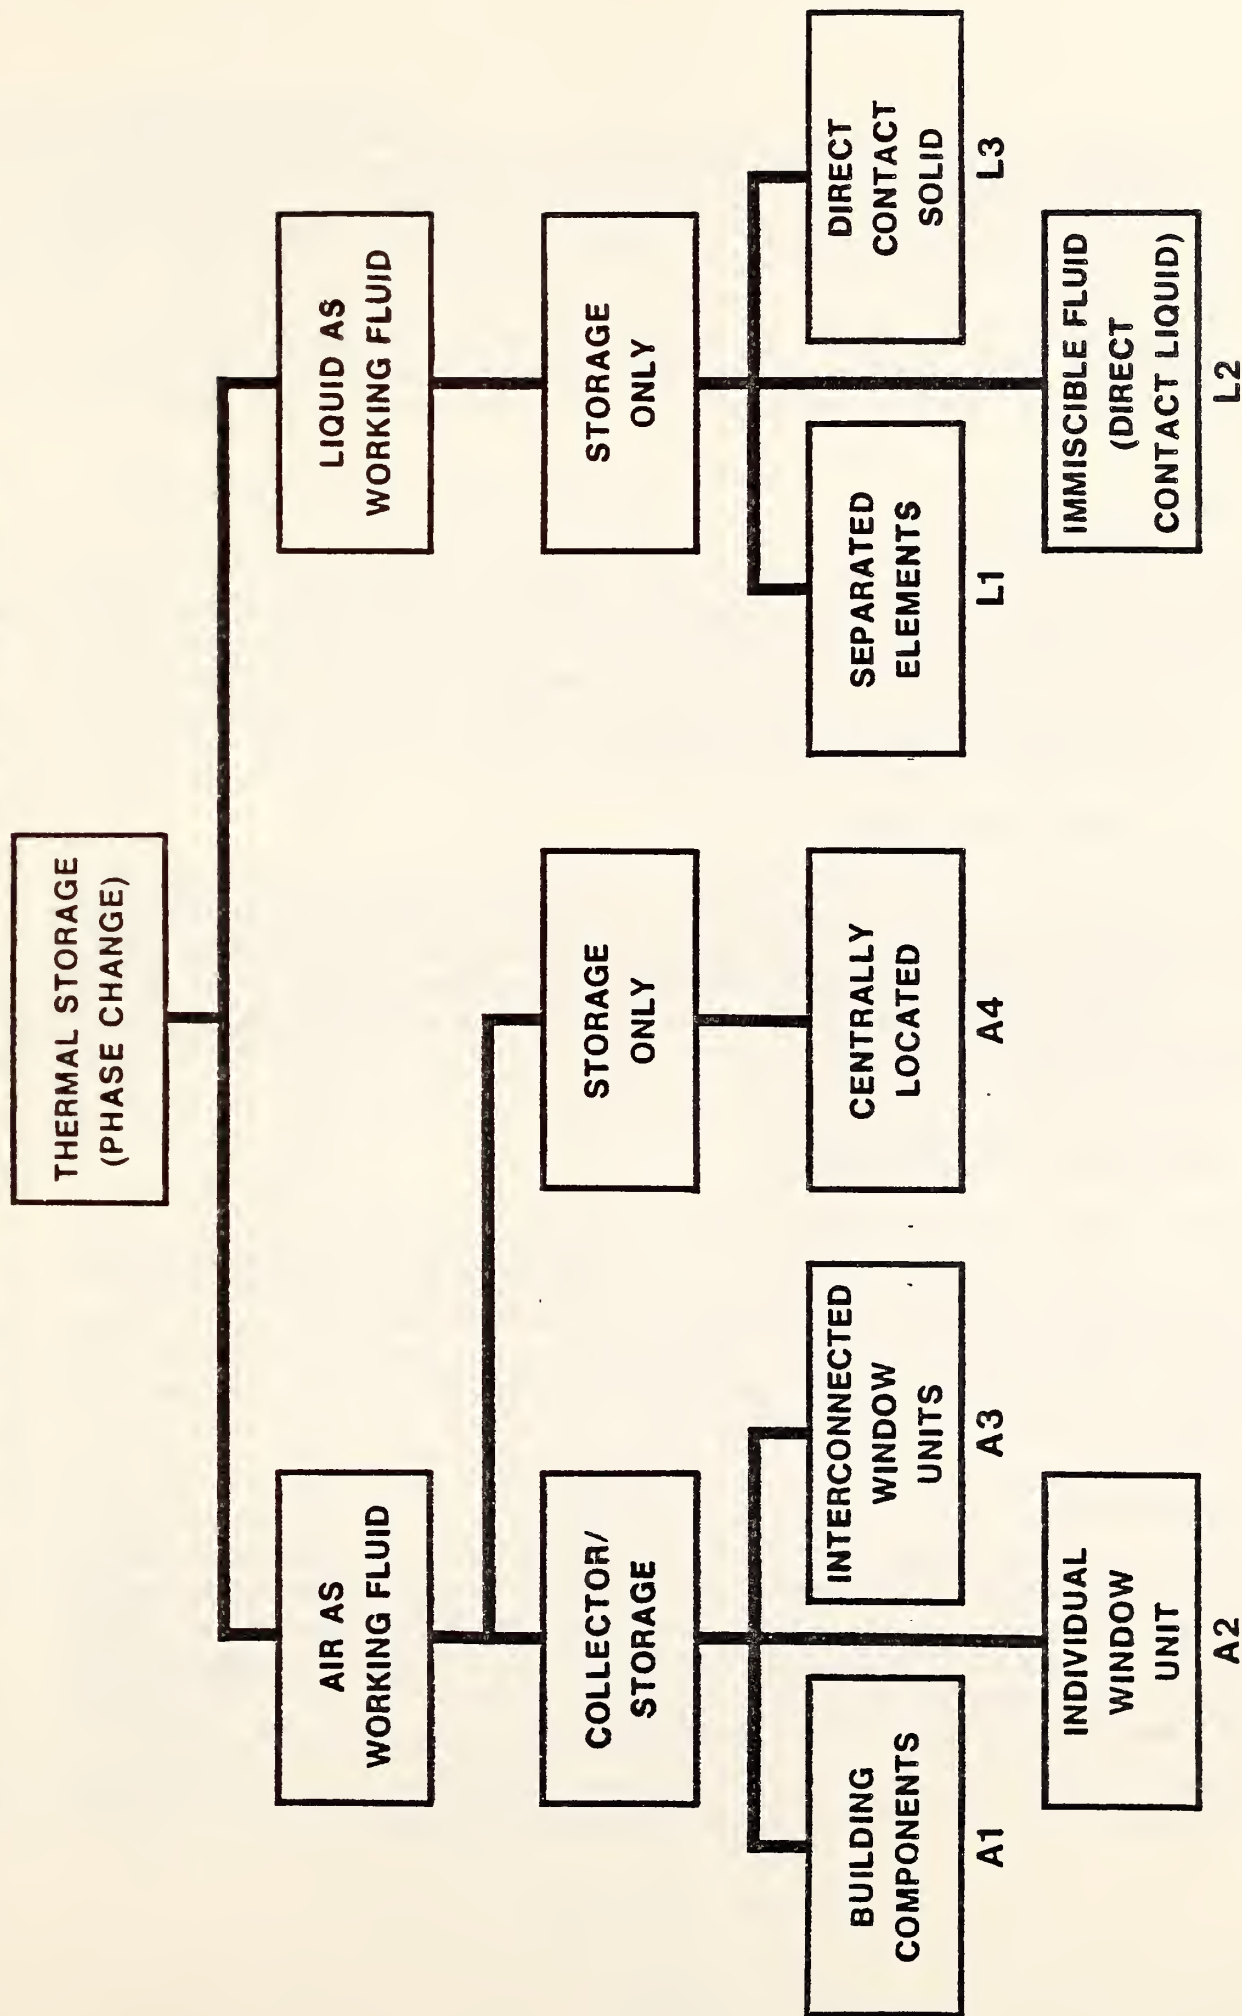 THERMAL STORAGE
(PHASE CHANGE)
AIR AS
WORKING FLUID
LIQUID AS
WORKING FLUID
COLLECTOR/
STORAGE
STORAGE
ONLY
STORAGE
ONLY
BUILDING
COMPONENTS
A1
INTERCONNECTED
WINDOW
UNITS
A3
CENTRALLY
LOCATED
A4
SEPARATED
ELEMENTS
L1
DIRECT
CONTACT
SOLID
L3
INDIVIDUAL
WINDOW
UNIT
A2
IMMISCIBLE FLUID
(DIRECT
CONTACT LIQUID)
L2